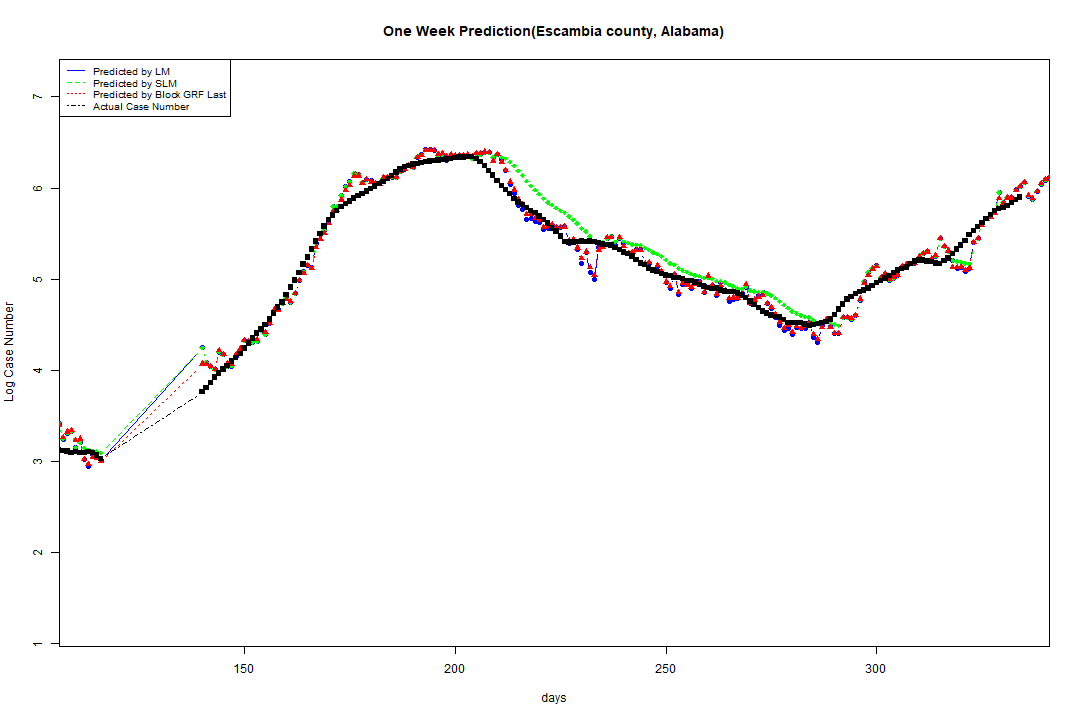 One Week Prediction(Escambia county, Alabama)
Predicted by LM
Predicted by SLM
Predicted by Block GRF Last
Actual Case Number
7
6
5
4
3
2
1
Log Case Number
150 200 250 300
days